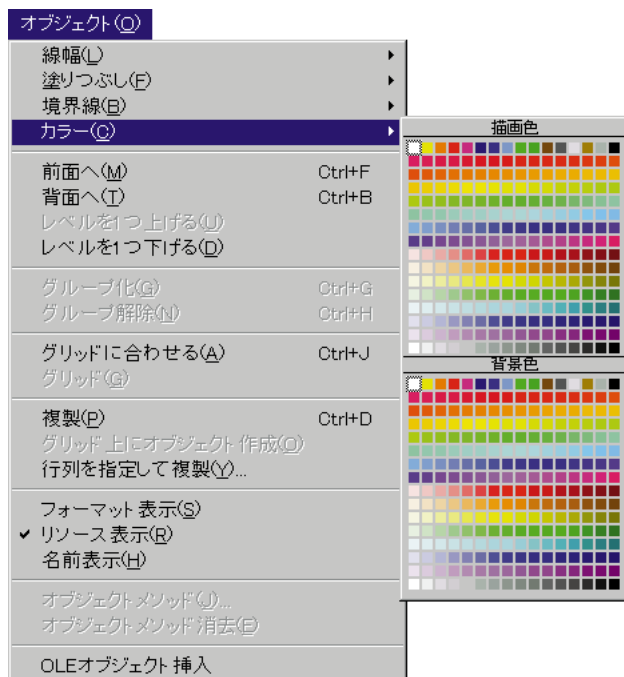 オブジェクト(O)
線幅(L)
塗りつぶし(F)
境界線(B)
カラー(C)
描画色
背景色
前面へ(M) Ctrl+F
背面へ(T) Ctrl+B
レベルを1つ上げる(U)
レベルを1つ下げる(D)
グループ化(G) Ctrl+G
グループ解除(N) Ctrl+H
グリッドに合わせる(A) Ctrl+J
グリッド(G)
複製(P) Ctrl+D
グリッド上にオブジェクト作成(O)
行列を指定して複製(Y)...
フォーマット表示(S)
リソース表示(R)
名前表示(H)
オブジェクトメソッド(J)...
オブジェクトメソッド消去(E)
OLEオブジェクト挿入